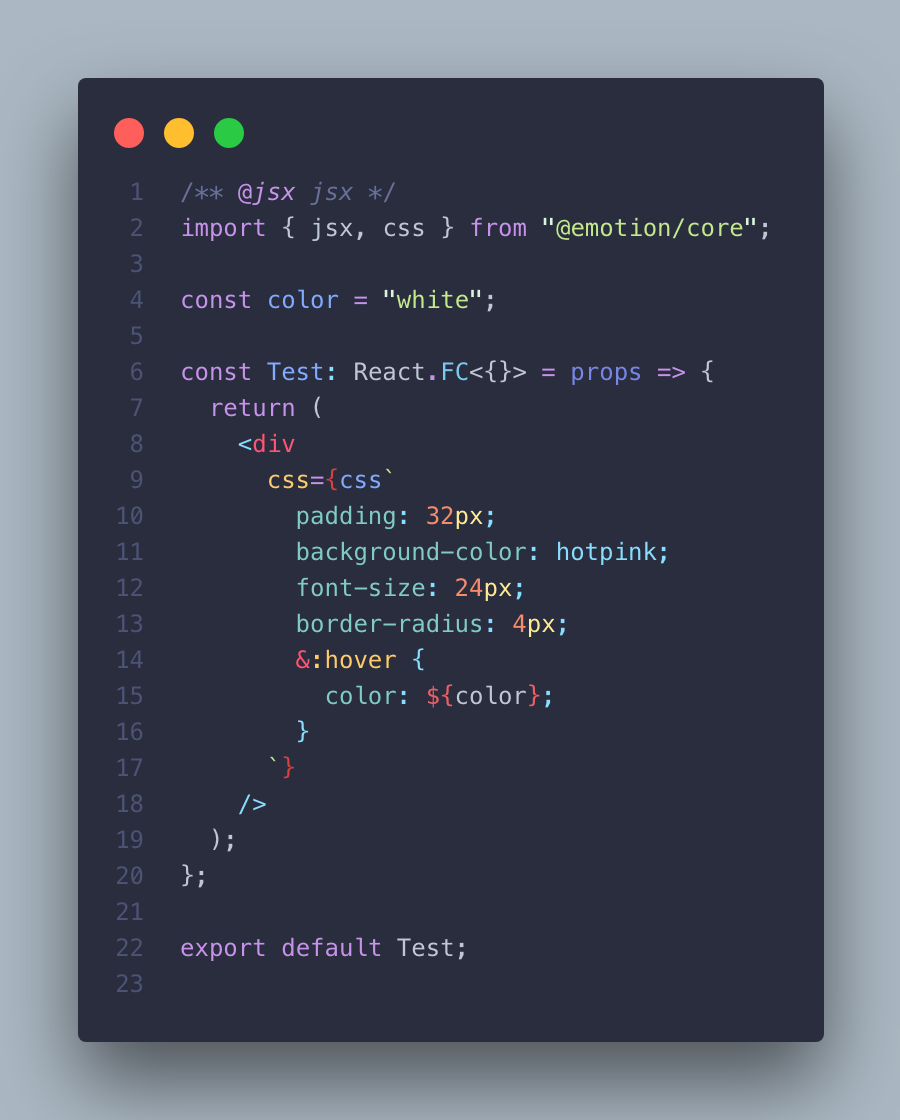 1 /** @jsx jsx */
2 import { jsx, css } from "@emotion/core";
3
4 const color = "white";
5
6 const Test: React.FC<{}> = props => {
7   return (
8     <div
9       css={css`
10         padding: 32px;
11         background-color: hotpink;
12         font-size: 24px;
13         border-radius: 4px;
14         &:hover {
15           color: ${color};
16         }
17       `}
18     />
19   );
20 };
21
22 export default Test;
23